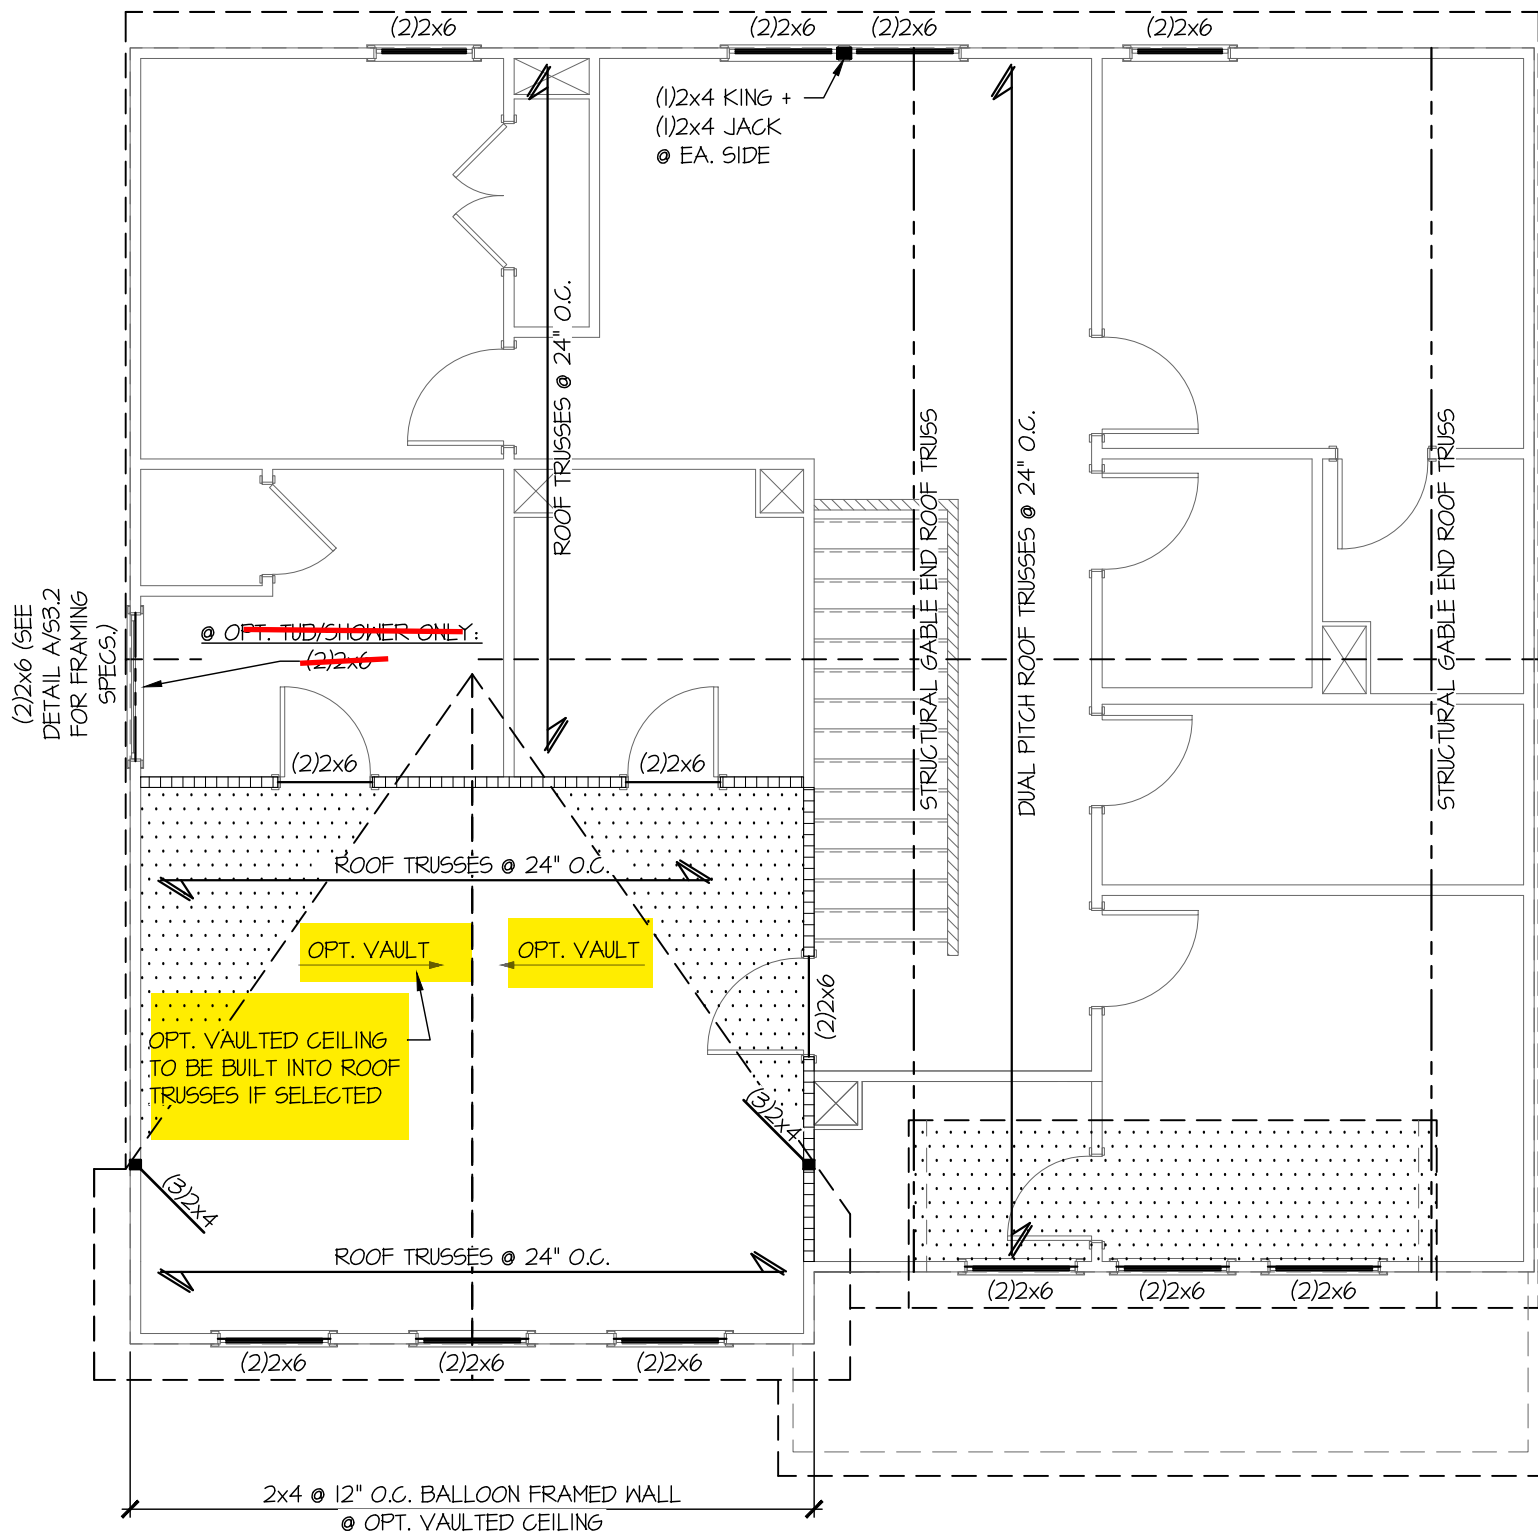 (2)2x6
(2)2x6
(2)2x6
(2)2x6
(1)2x4 KING +
(1)2x4 JACK
@ EA. SIDE
ROOF TRUSSES @ 24" O.C.
STRUCTURAL GABLE END ROOF TRUSS
DUAL PITCH ROOF TRUSSES @ 24" O.C.
STRUCTURAL GABLE END ROOF TRUSS
(2)2x6 (SEE
DETAIL A/S3.2
FOR FRAMING
SPECS.)
@ OPT. TUB/SHOWER ONLY:
(2)2x6
(2)2x6
(2)2x6
ROOF TRUSSES @ 24" O.C.
OPT. VAULT
OPT. VAULT
(2)2x6
OPT. VAULTED CEILING
TO BE BUILT INTO ROOF
TRUSSES IF SELECTED
(3)2x4
(3)2x4
ROOF TRUSSES @ 24" O.C.
(2)2x6
(2)2x6
(2)2x6
(2)2x6
(2)2x6
(2)2x6
2x4 @ 12" O.C. BALLOON FRAMED WALL
@ OPT. VAULTED CEILING